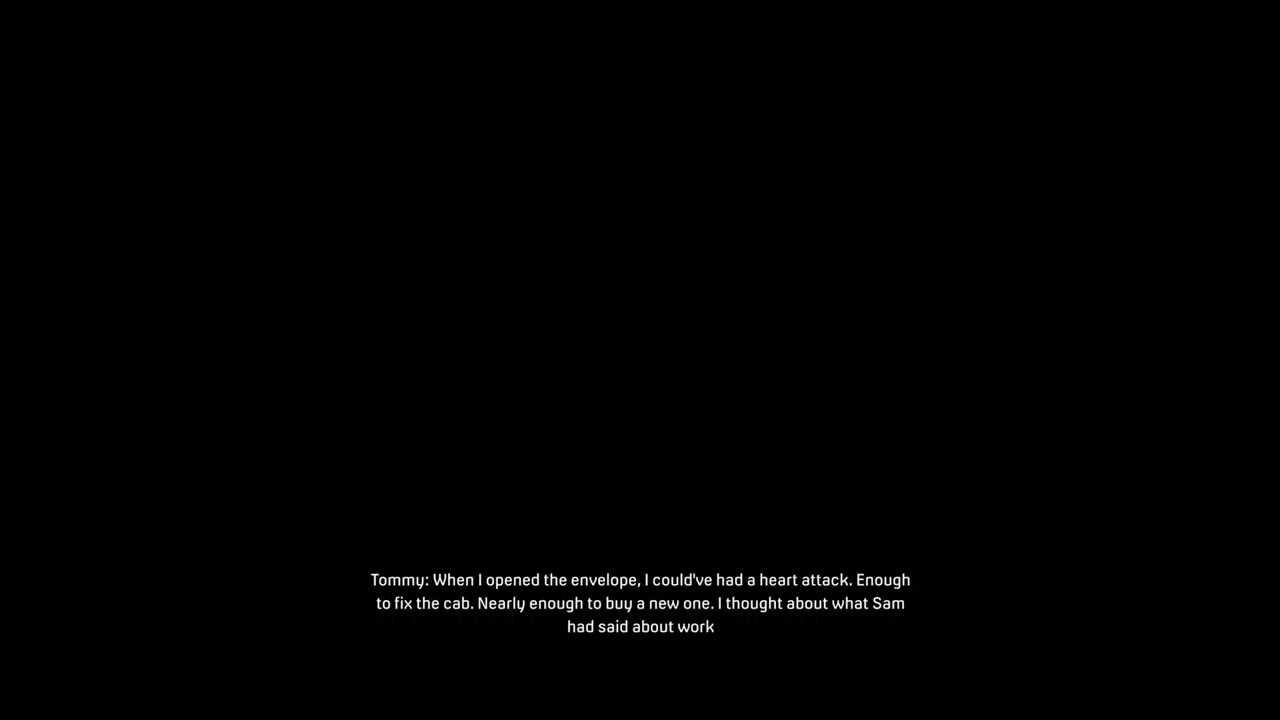 Tommy: When I opened the envelope, I could've had a heart attack. Enough
to fix the cab. Nearly enough to buy a new one. I thought about what Sam
had said about work